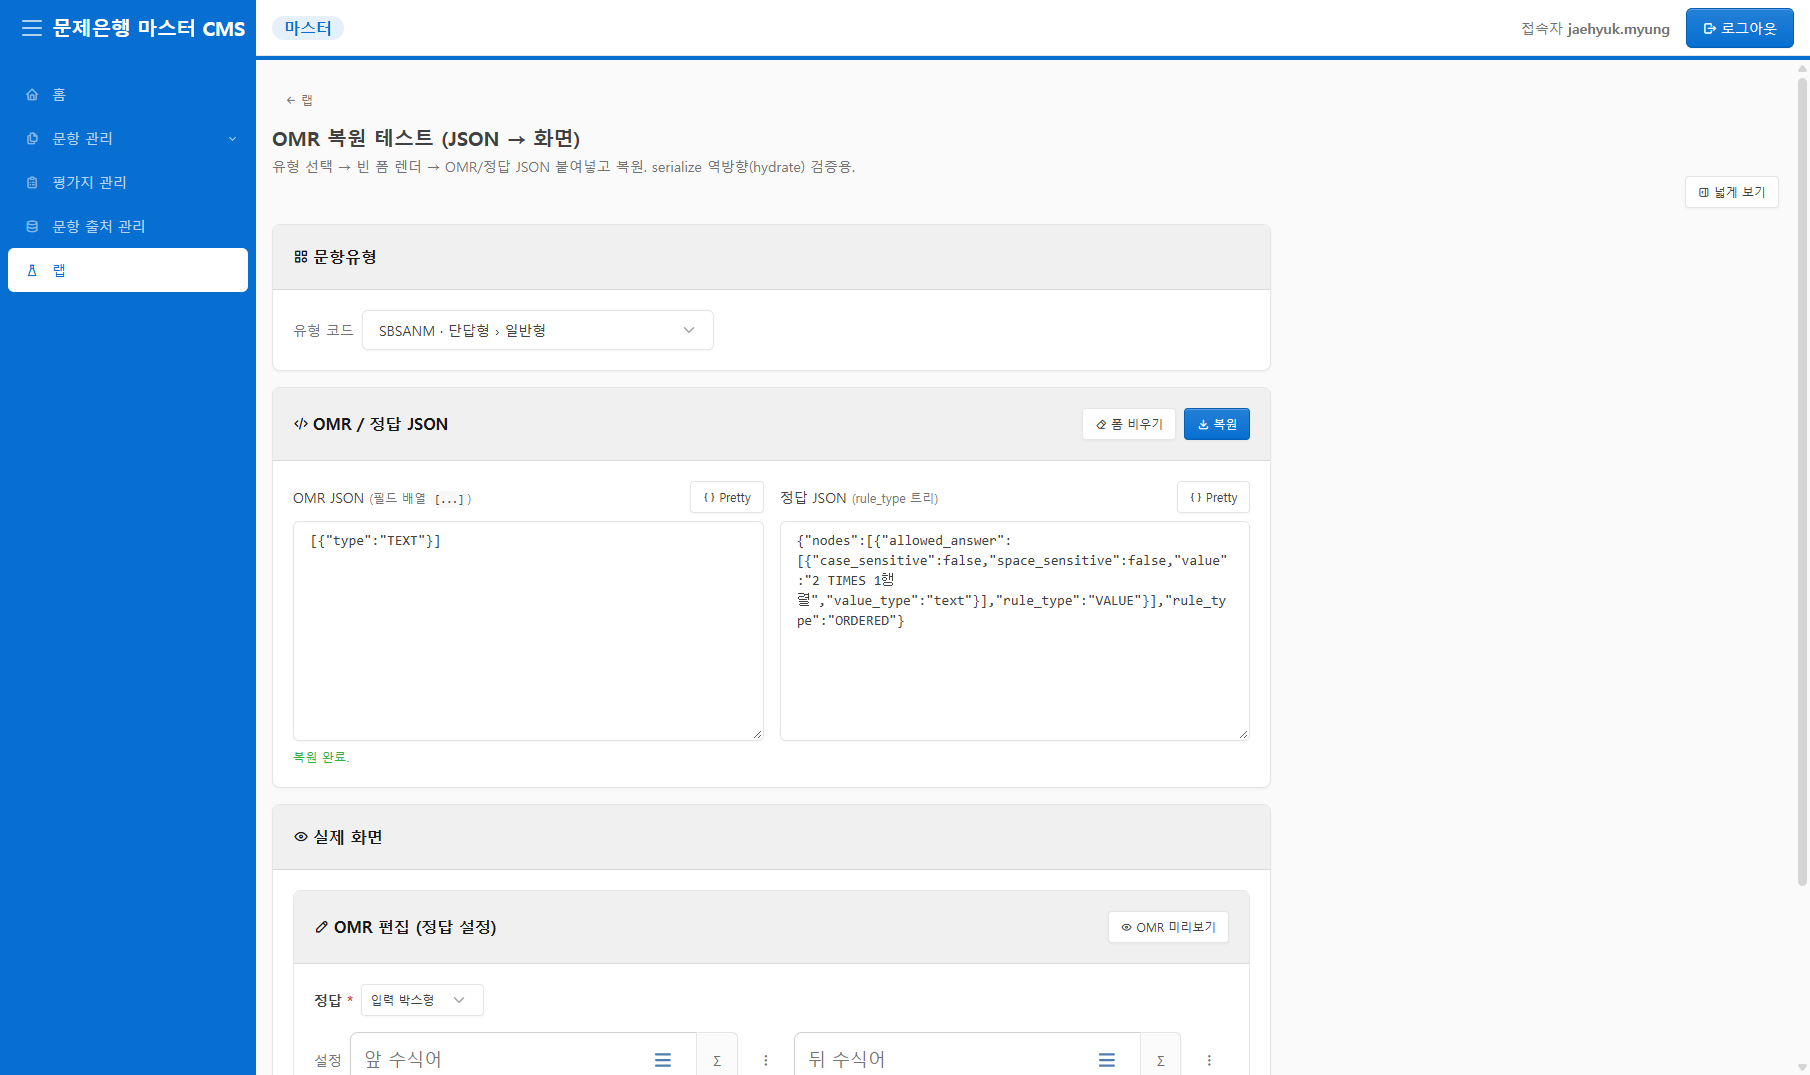 문제은행 마스터 CMS
마스터
접속자 jaehyuk.myung
로그아웃
홈
문항 관리
평가지 관리
문항 출처 관리
랩
← 랩
OMR 복원 테스트 (JSON → 화면)
유형 선택 → 빈 폼 렌더 → OMR/정답 JSON 붙여넣고 복원. serialize 역방향(hydrate) 검증용.
넓게 보기
문항유형
유형 코드
SBSANM · 단답형 › 일반형
OMR / 정답 JSON
폼 비우기
복원
OMR JSON (필드 배열 [...])
{} Pretty
정답 JSON (rule_type 트리)
{} Pretty
[{"type":"TEXT"}]
{"nodes":[{"allowed_answer":
[{"case_sensitive":false,"space_sensitive":false,"value"
:"2 TIMES 1행
렬","value_type":"text"}],"rule_type":"VALUE"}],"rule_ty
pe":"ORDERED"}
복원 완료.
실제 화면
OMR 편집 (정답 설정)
OMR 미리보기
정답 *
입력 박스형
설정
앞 수식어
Σ
뒤 수식어
Σ